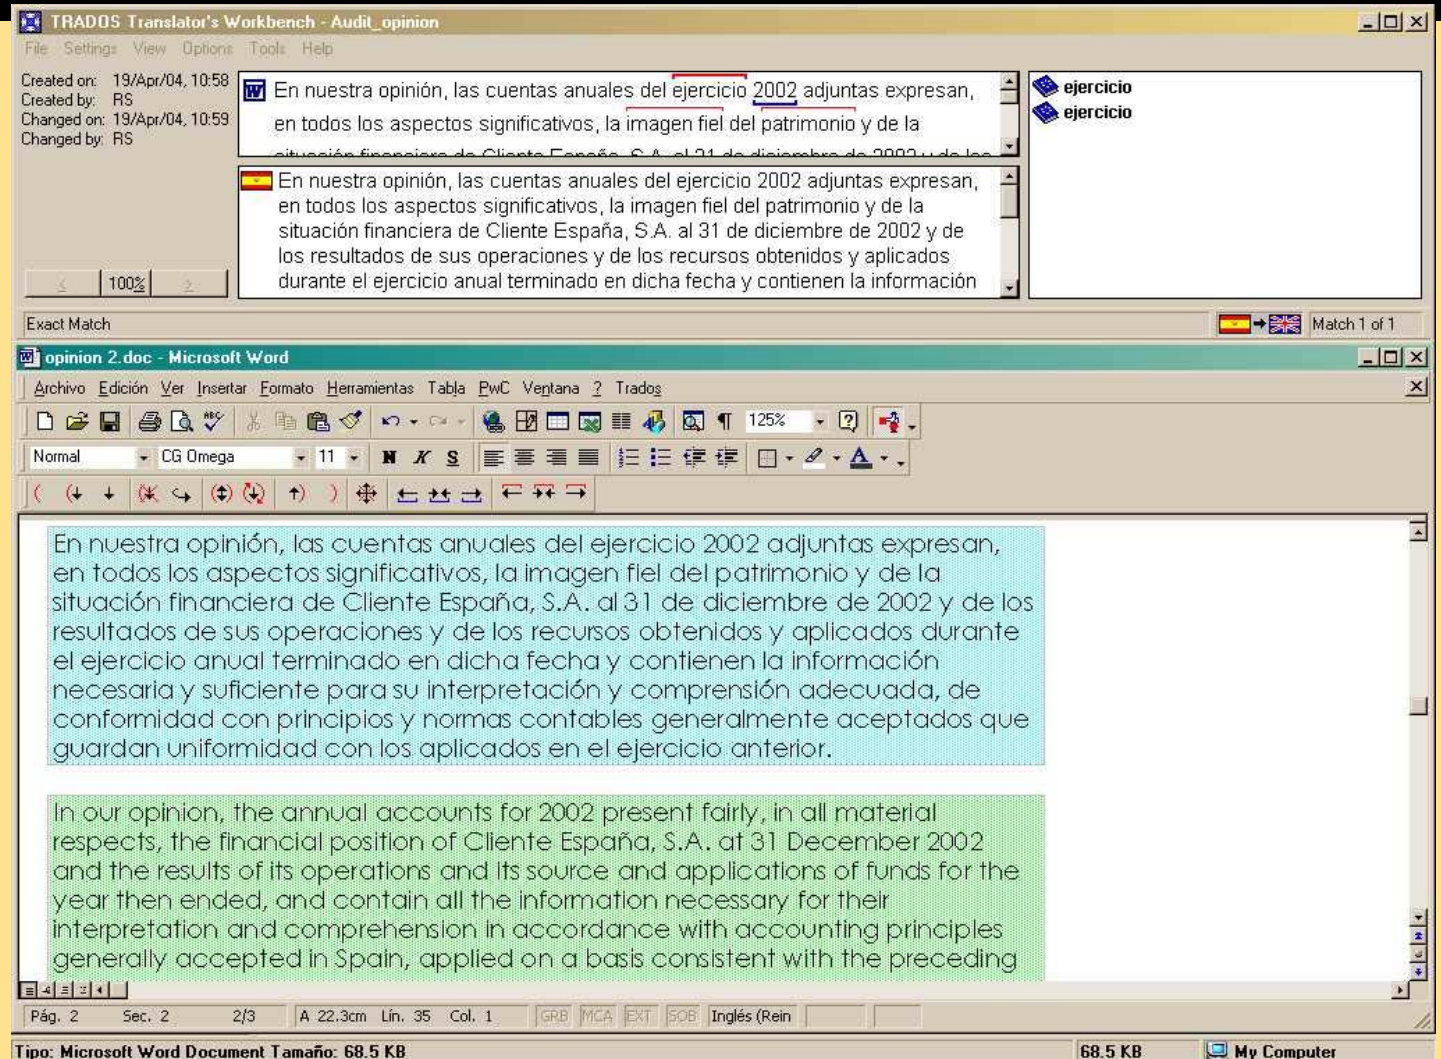 TRADOS Translator's Workbench - Audit_opinion
File Settings View Options Tools Help
Created on: 19/Apr/04, 10:58
Created by: RS
Changed on: 19/Apr/04, 10:59
Changed by: RS
En nuestra opinión, las cuentas anuales del ejercicio 2002 adjuntas expresan,
en todos los aspectos significativos, la imagen fiel del patrimonio y de la
situación financiera de Cliente España, S.A. al 31 de diciembre de 2002 y de los
ejercicio
ejercicio
En nuestra opinión, las cuentas anuales del ejercicio 2002 adjuntas expresan,
en todos los aspectos significativos, la imagen fiel del patrimonio y de la
situación financiera de Cliente España, S.A. al 31 de diciembre de 2002 y de
los resultados de sus operaciones y de los recursos obtenidos y aplicados
durante el ejercicio anual terminado en dicha fecha y contienen la información
< 100% >
Exact Match
Match 1 of 1
opinion 2.doc - Microsoft Word
Archivo Edición Ver Insertar Formato Herramientas Tabla PwC Ventana ? Trados
125%
Normal CG Omega 11 N K S
En nuestra opinión, las cuentas anuales del ejercicio 2002 adjuntas expresan,
en todos los aspectos significativos, la imagen fiel del patrimonio y de la
situación financiera de Cliente España, S.A. al 31 de diciembre de 2002 y de los
resultados de sus operaciones y de los recursos obtenidos y aplicados durante
el ejercicio anual terminado en dicha fecha y contienen la información
necesaria y suficiente para su interpretación y comprensión adecuada, de
conformidad con principios y normas contables generalmente aceptados que
guardan uniformidad con los aplicados en el ejercicio anterior.
In our opinion, the annual accounts for 2002 present fairly, in all material
respects, the financial position of Cliente España, S.A. at 31 December 2002
and the results of its operations and its source and applications of funds for the
year then ended, and contain all the information necessary for their
interpretation and comprehension in accordance with accounting principles
generally accepted in Spain, applied on a basis consistent with the preceding
Pág. 2 Sec. 2 2/3 A 22.3cm Lín. 35 Col. 1 GRB MCA EXT SOB Inglés (Rein
Tipo: Microsoft Word Document Tamaño: 68.5 KB 68.5 KB My Computer